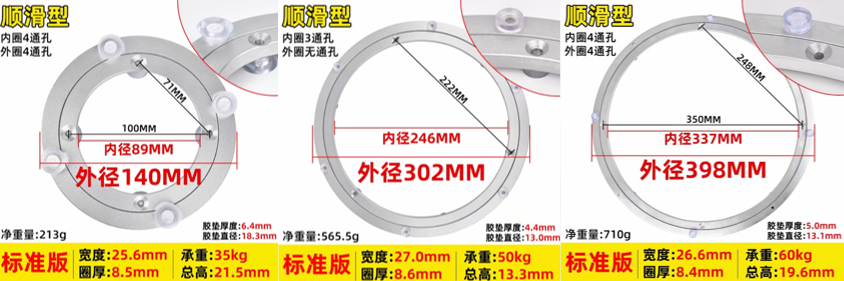 顺滑型
内圈4通孔
外圈4通孔
71MM
100MM
内径89MM
外径140MM
净重量:213g
胶垫厚度:6.4mm
胶垫直径:18.3mm
标准版
宽度:25.6mm
承重:35kg
圈厚:8.5mm
总高:21.5mm
顺滑型
内圈3通孔
外圈无通孔
222MM
内径246MM
外径302MM
净重量:565.5g
胶垫厚度:4.4mm
胶垫直径:13.0mm
标准版
宽度:27.0mm
承重:50kg
圈厚:8.6mm
总高:13.3mm
顺滑型
内圈4通孔
外圈4通孔
248MM
350MM
内径337MM
外径398MM
净重量:710g
胶垫厚度:5.0mm
胶垫直径:13.1mm
标准版
宽度:26.6mm
承重:60kg
圈厚:8.4mm
总高:19.6mm